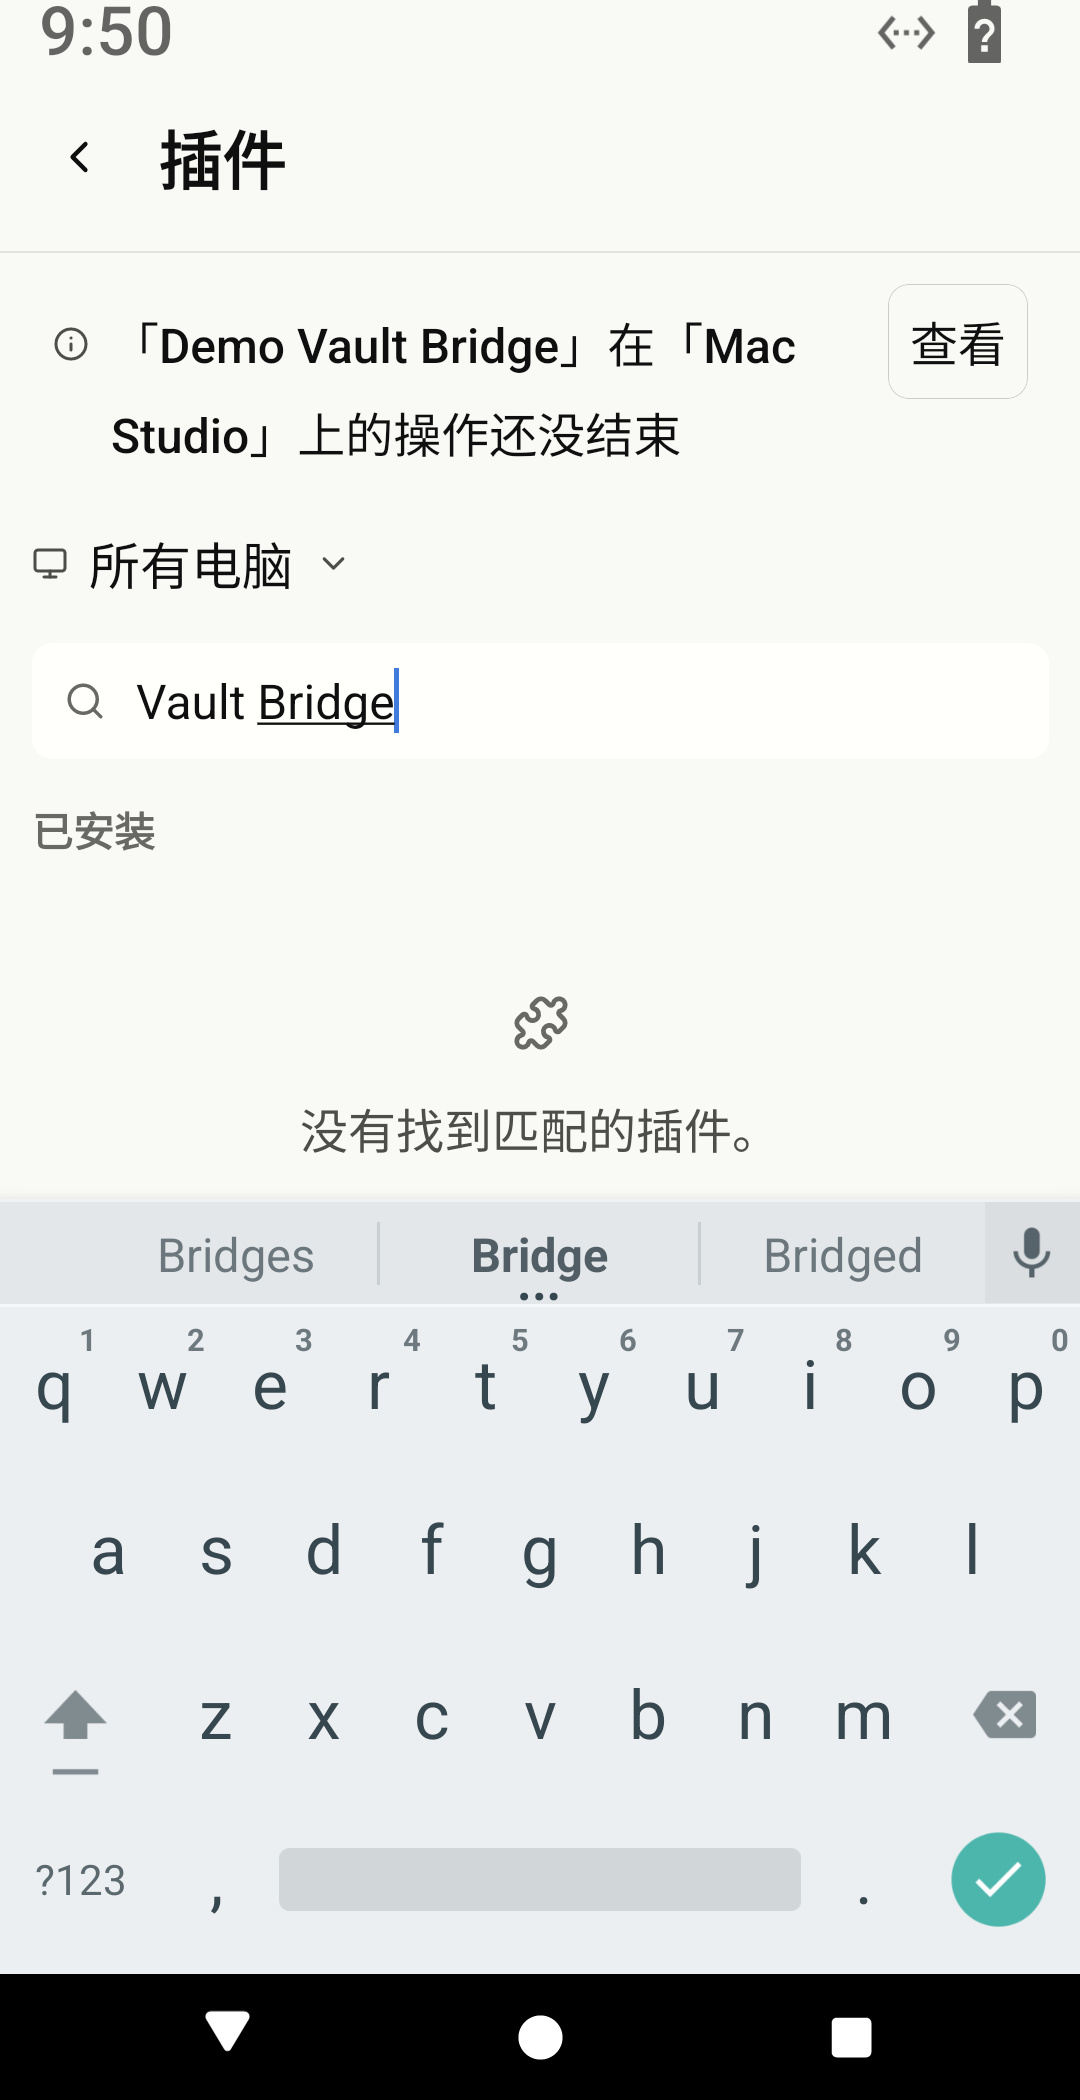 9:50
插件
「Demo Vault Bridge」在「Mac
Studio」上的操作还没结束
查看
所有电脑
Vault Bridge
已安装
没有找到匹配的插件。
Bridges Bridge Bridged
1 2 3 4 5 6 7 8 9 0
q w e r t y u i o p
a s d f g h j k l
z x c v b n m
?123 , .